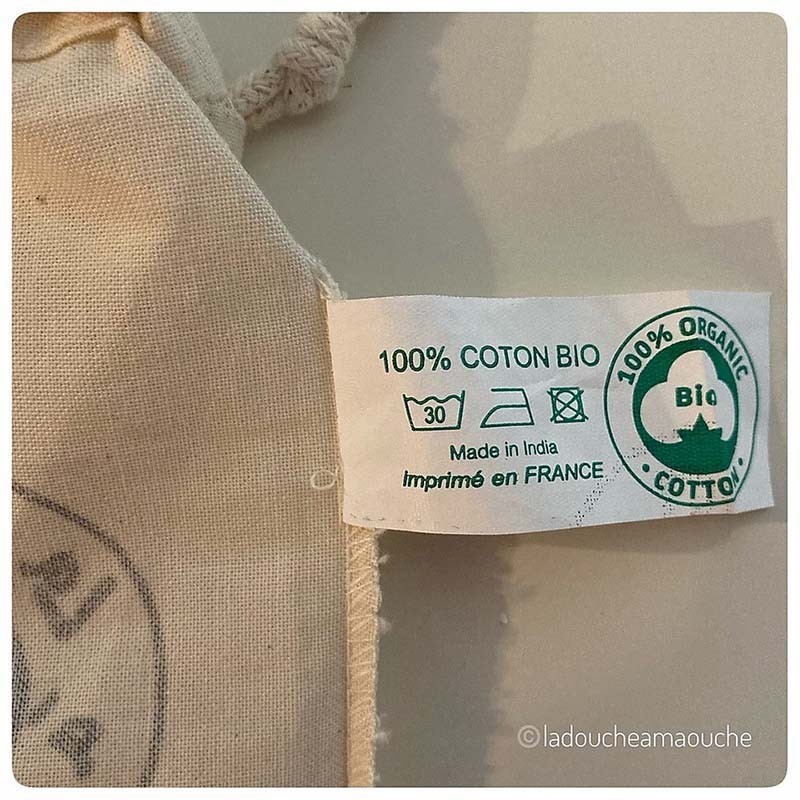 100% COTON BIO
30
Made in India
imprimé en FRANCE
100% ORGANIC
Bio
• COTTON •
©ladoucheamaouche